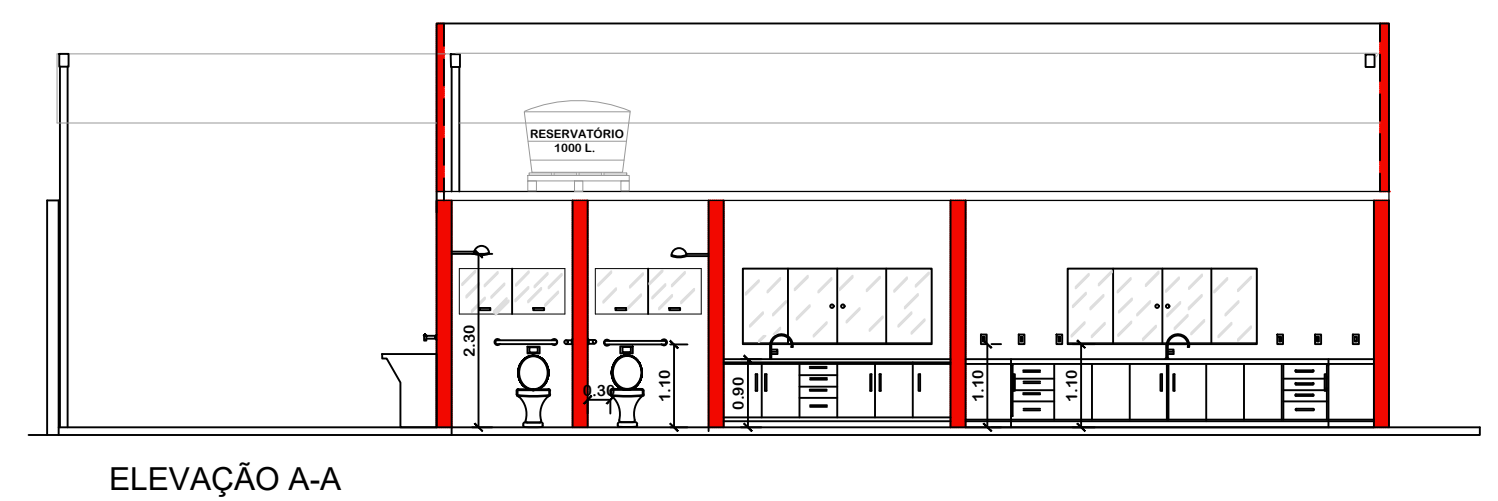 RESERVATÓRIO
1000 L.
2.30
0.30
1.10
0.90
1.10
1.10
ELEVAÇÃO A-A